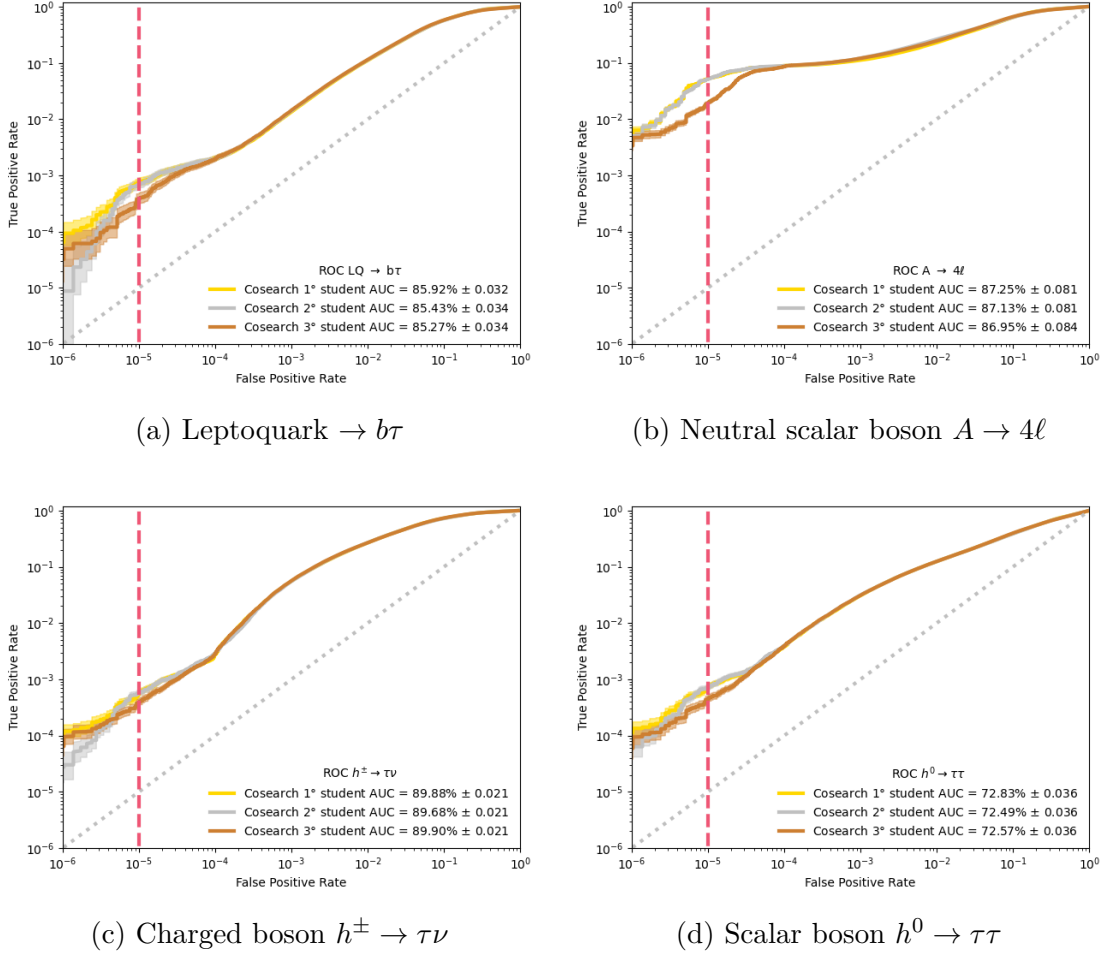 10⁰
10⁻¹
10⁻²
10⁻³
10⁻⁴
10⁻⁵
10⁻⁶
True Positive Rate
ROC LQ → bτ
Cosearch 1° student AUC = 85.92% ± 0.032
Cosearch 2° student AUC = 85.43% ± 0.034
Cosearch 3° student AUC = 85.27% ± 0.034
10⁻⁶ 10⁻⁵ 10⁻⁴ 10⁻³ 10⁻² 10⁻¹ 10⁰
False Positive Rate
(a) Leptoquark → bτ
10⁰
10⁻¹
10⁻²
10⁻³
10⁻⁴
10⁻⁵
10⁻⁶
True Positive Rate
ROC A → 4ℓ
Cosearch 1° student AUC = 87.25% ± 0.081
Cosearch 2° student AUC = 87.13% ± 0.081
Cosearch 3° student AUC = 86.95% ± 0.084
10⁻⁶ 10⁻⁵ 10⁻⁴ 10⁻³ 10⁻² 10⁻¹ 10⁰
False Positive Rate
(b) Neutral scalar boson A → 4ℓ
10⁰
10⁻¹
10⁻²
10⁻³
10⁻⁴
10⁻⁵
10⁻⁶
True Positive Rate
ROC h± → τν
Cosearch 1° student AUC = 89.88% ± 0.021
Cosearch 2° student AUC = 89.68% ± 0.021
Cosearch 3° student AUC = 89.90% ± 0.021
10⁻⁶ 10⁻⁵ 10⁻⁴ 10⁻³ 10⁻² 10⁻¹ 10⁰
False Positive Rate
(c) Charged boson h± → τν
10⁰
10⁻¹
10⁻²
10⁻³
10⁻⁴
10⁻⁵
10⁻⁶
True Positive Rate
ROC h⁰ → ττ
Cosearch 1° student AUC = 72.83% ± 0.036
Cosearch 2° student AUC = 72.49% ± 0.036
Cosearch 3° student AUC = 72.57% ± 0.036
10⁻⁶ 10⁻⁵ 10⁻⁴ 10⁻³ 10⁻² 10⁻¹ 10⁰
False Positive Rate
(d) Scalar boson h⁰ → ττ